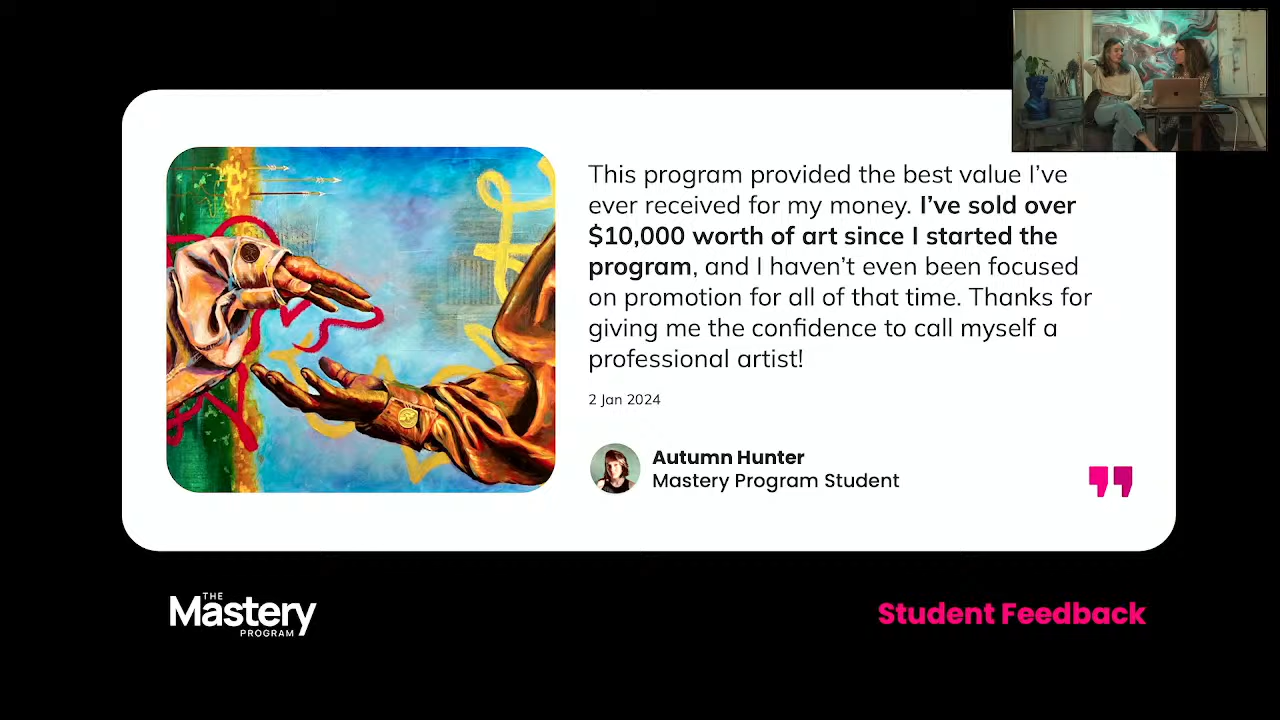 This program provided the best value I’ve
ever received for my money. I’ve sold over
$10,000 worth of art since I started the
program, and I haven’t even been focused
on promotion for all of that time. Thanks for
giving me the confidence to call myself a
professional artist!
2 Jan 2024
Autumn Hunter
Mastery Program Student
THE
Mastery
PROGRAM
Student Feedback